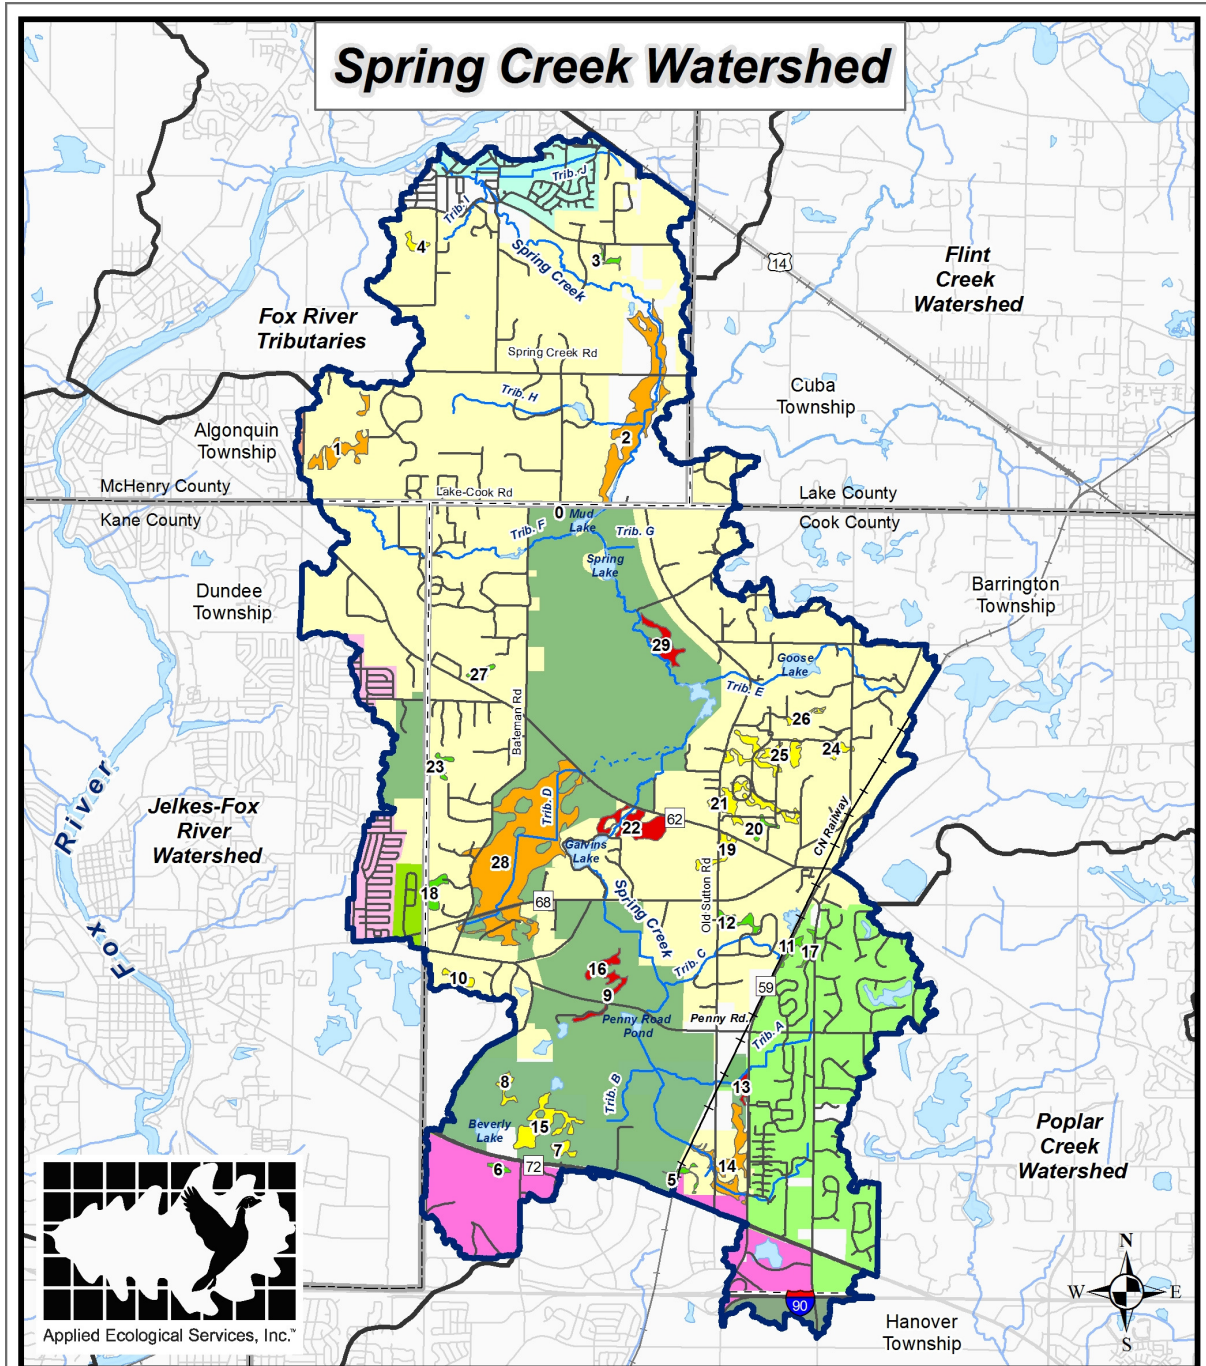 Spring Creek Watershed
Trib. J
Trib. I
4
Spring Creek
3
14
Flint
Creek
Watershed
Fox River
Tributaries
Spring Creek Rd
Trib. H
Cuba
Township
Algonquin
Township
1
2
McHenry County
Lake-Cook Rd
Lake County
Kane County
0
Mud
Lake
Cook County
Trib. F
Trib. G
Spring
Lake
Dundee
Township
Barrington
Township
29
Goose
Lake
27
Trib. E
Bateman Rd
26
25
24
23
Fox River
Jelkes-Fox
River
Watershed
Trib. D
21
22
62
20
CN Railway
19
Galvins
Lake
28
18
68
Spring Creek
Old Sutton Rd
12
11
17
Trib. C
16
10
9
59
Penny Road
Pond
Penny Rd.
Trib. A
8
Trib. B
13
Beverly
Lake
15
7
Poplar
Creek
Watershed
6
72
5
14
N
W
E
S
90
Applied Ecological Services, Inc.™
Hanover
Township